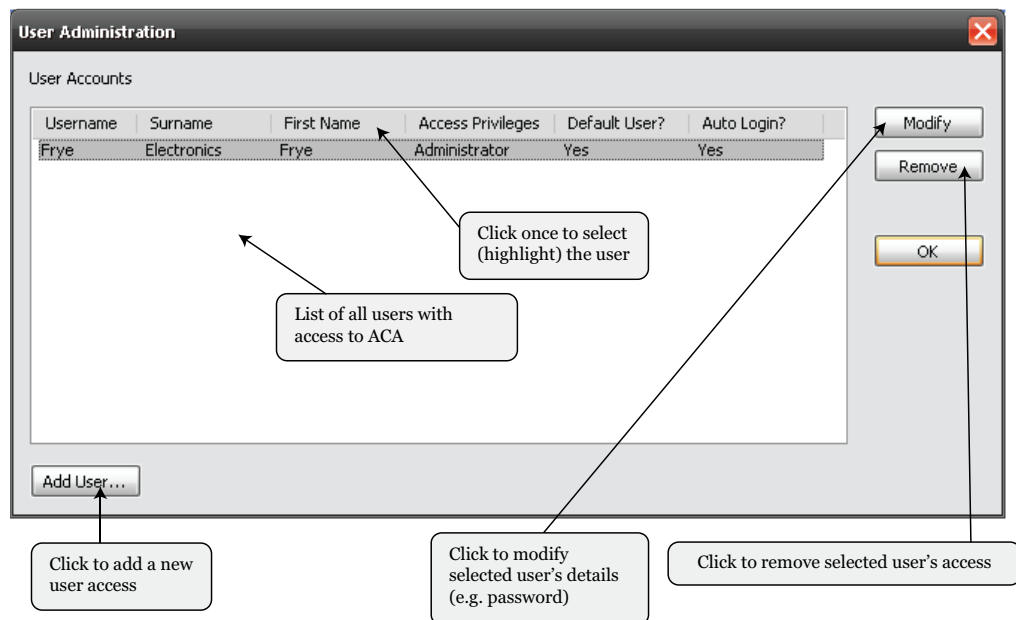 User Administration
User Accounts
Username Surname First Name Access Privileges Default User? Auto Login?
Frye Electronics Frye Administrator Yes Yes
Modify
Remove
OK
Click once to select
(highlight) the user
List of all users with
access to ACA
Add User...
Click to add a new
user access
Click to modify
selected user's details
(e.g. password)
Click to remove selected user's access